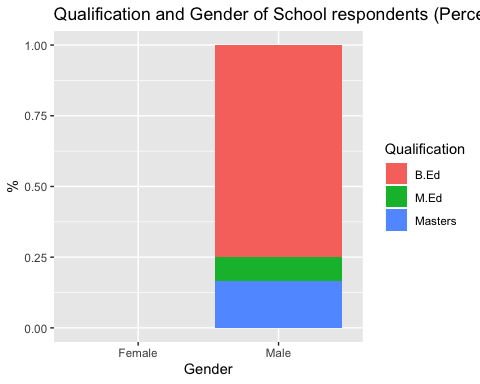 Qualification and Gender of School respondents (Perce
1.00
0.75
0.50
0.25
0.00
%
Female
Male
Gender
Qualification
B.Ed
M.Ed
Masters